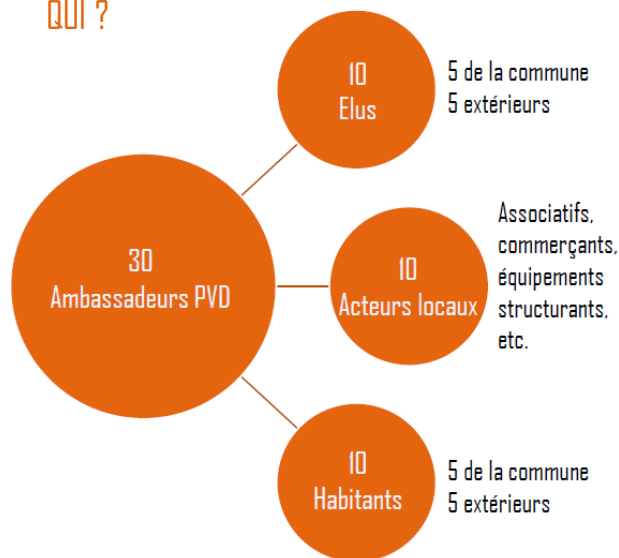 QUI ?
10
Elus
5 de la commune
5 extérieurs
30
Ambassadeurs PVD
10
Acteurs locaux
Associatifs,
commerçants,
équipements
structurants,
etc.
10
Habitants
5 de la commune
5 extérieurs